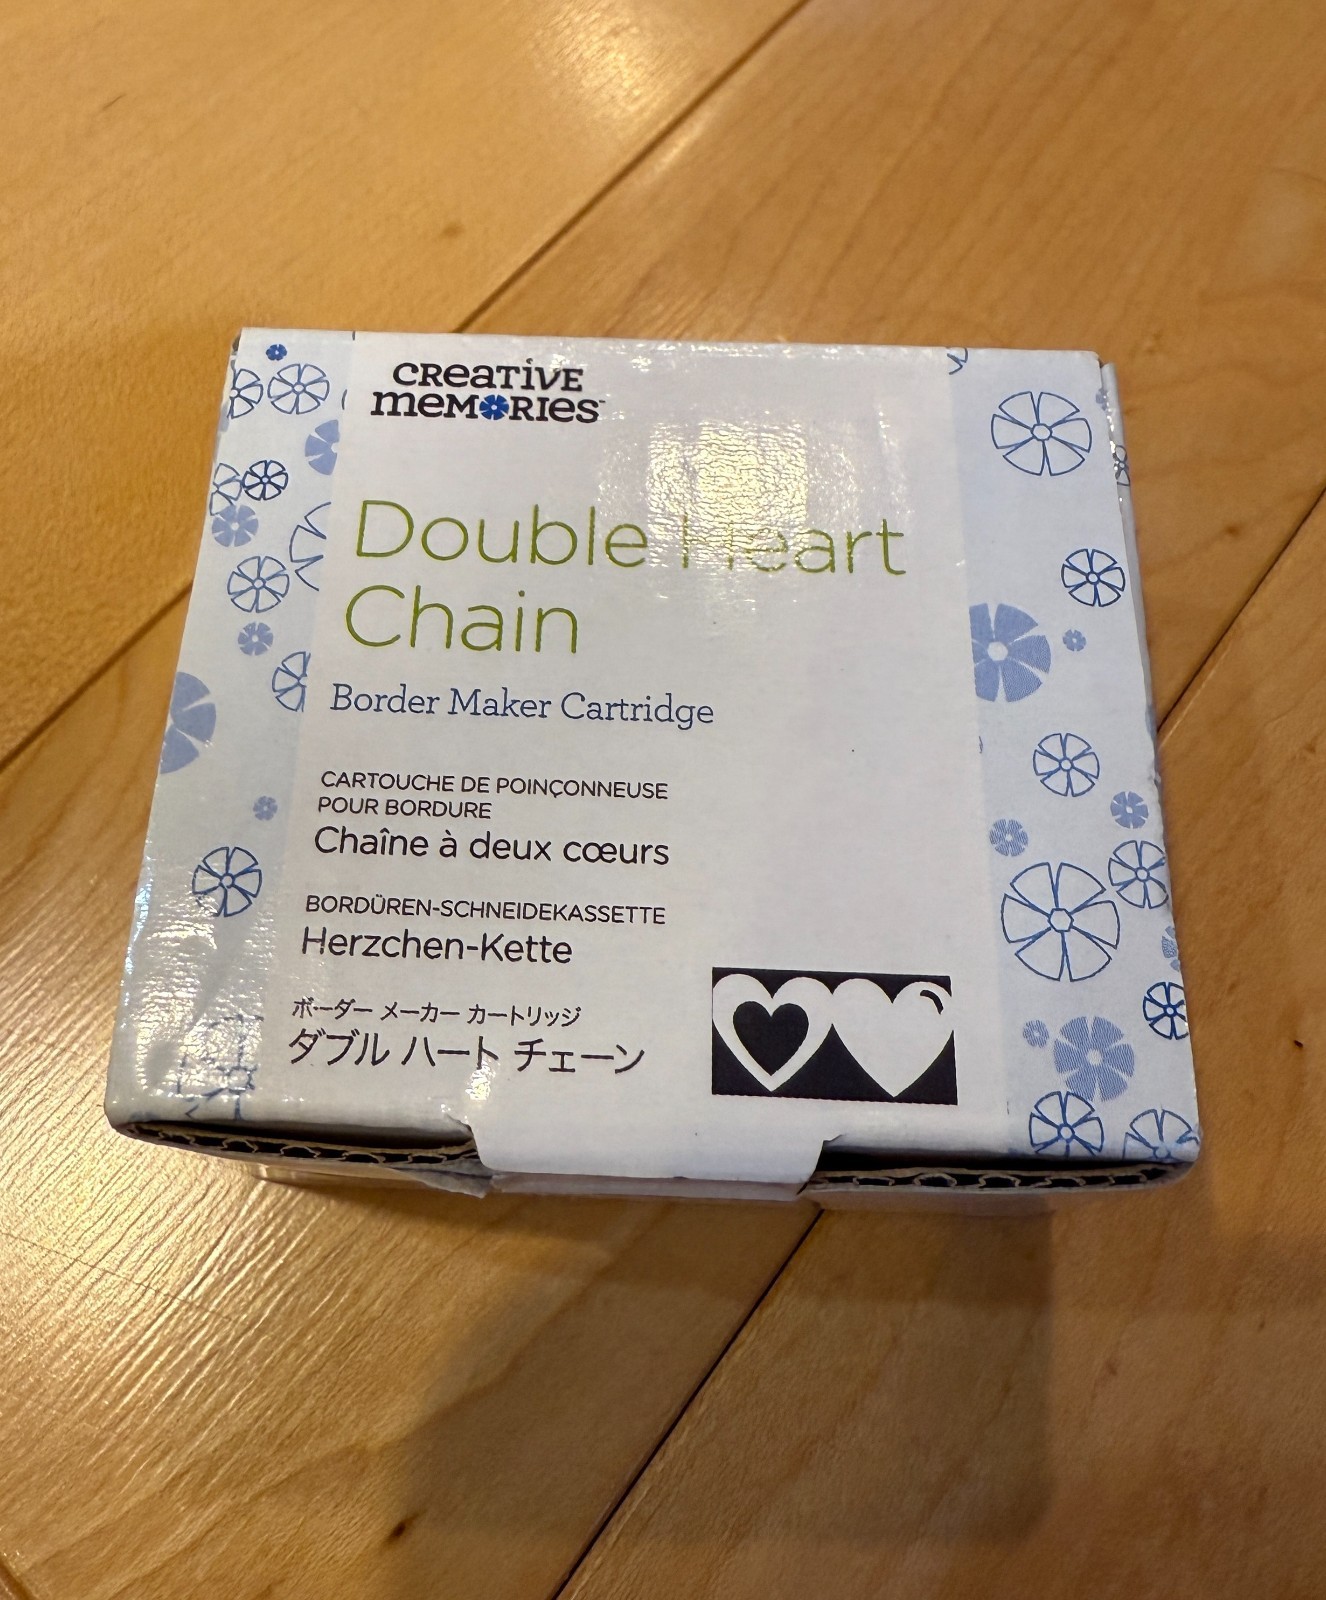 CREATIVE
MEMORIES™
Double Heart
Chain
Border Maker Cartridge
CARTOUCHE DE POINÇONNEUSE
POUR BORDURE
Chaîne à deux cœurs
BORDÜREN-SCHNEIDEKASSETTE
Herzchen-Kette
ボーダー メーカー カートリッジ
ダブル ハート チェーン